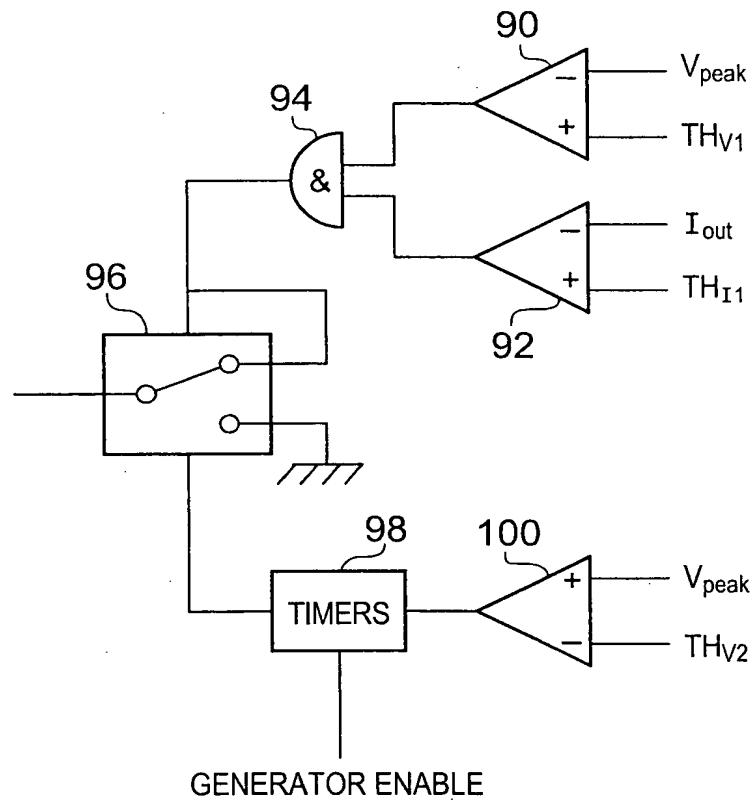 90
V_peak
94
−
+
TH_V1
&
I_out
−
+
TH_I1
96
92
98
100
TIMERS
+
V_peak
−
TH_V2
GENERATOR ENABLE